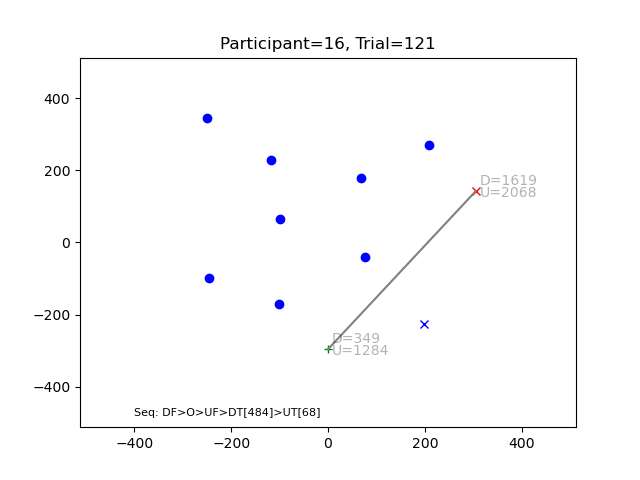 Participant=16, Trial=121
400
200
0
−200
−400
D=1619
U=2068
D=349
U=1284
Seq: DF>O>UF>DT[484]>UT[68]
−400
−200
0
200
400